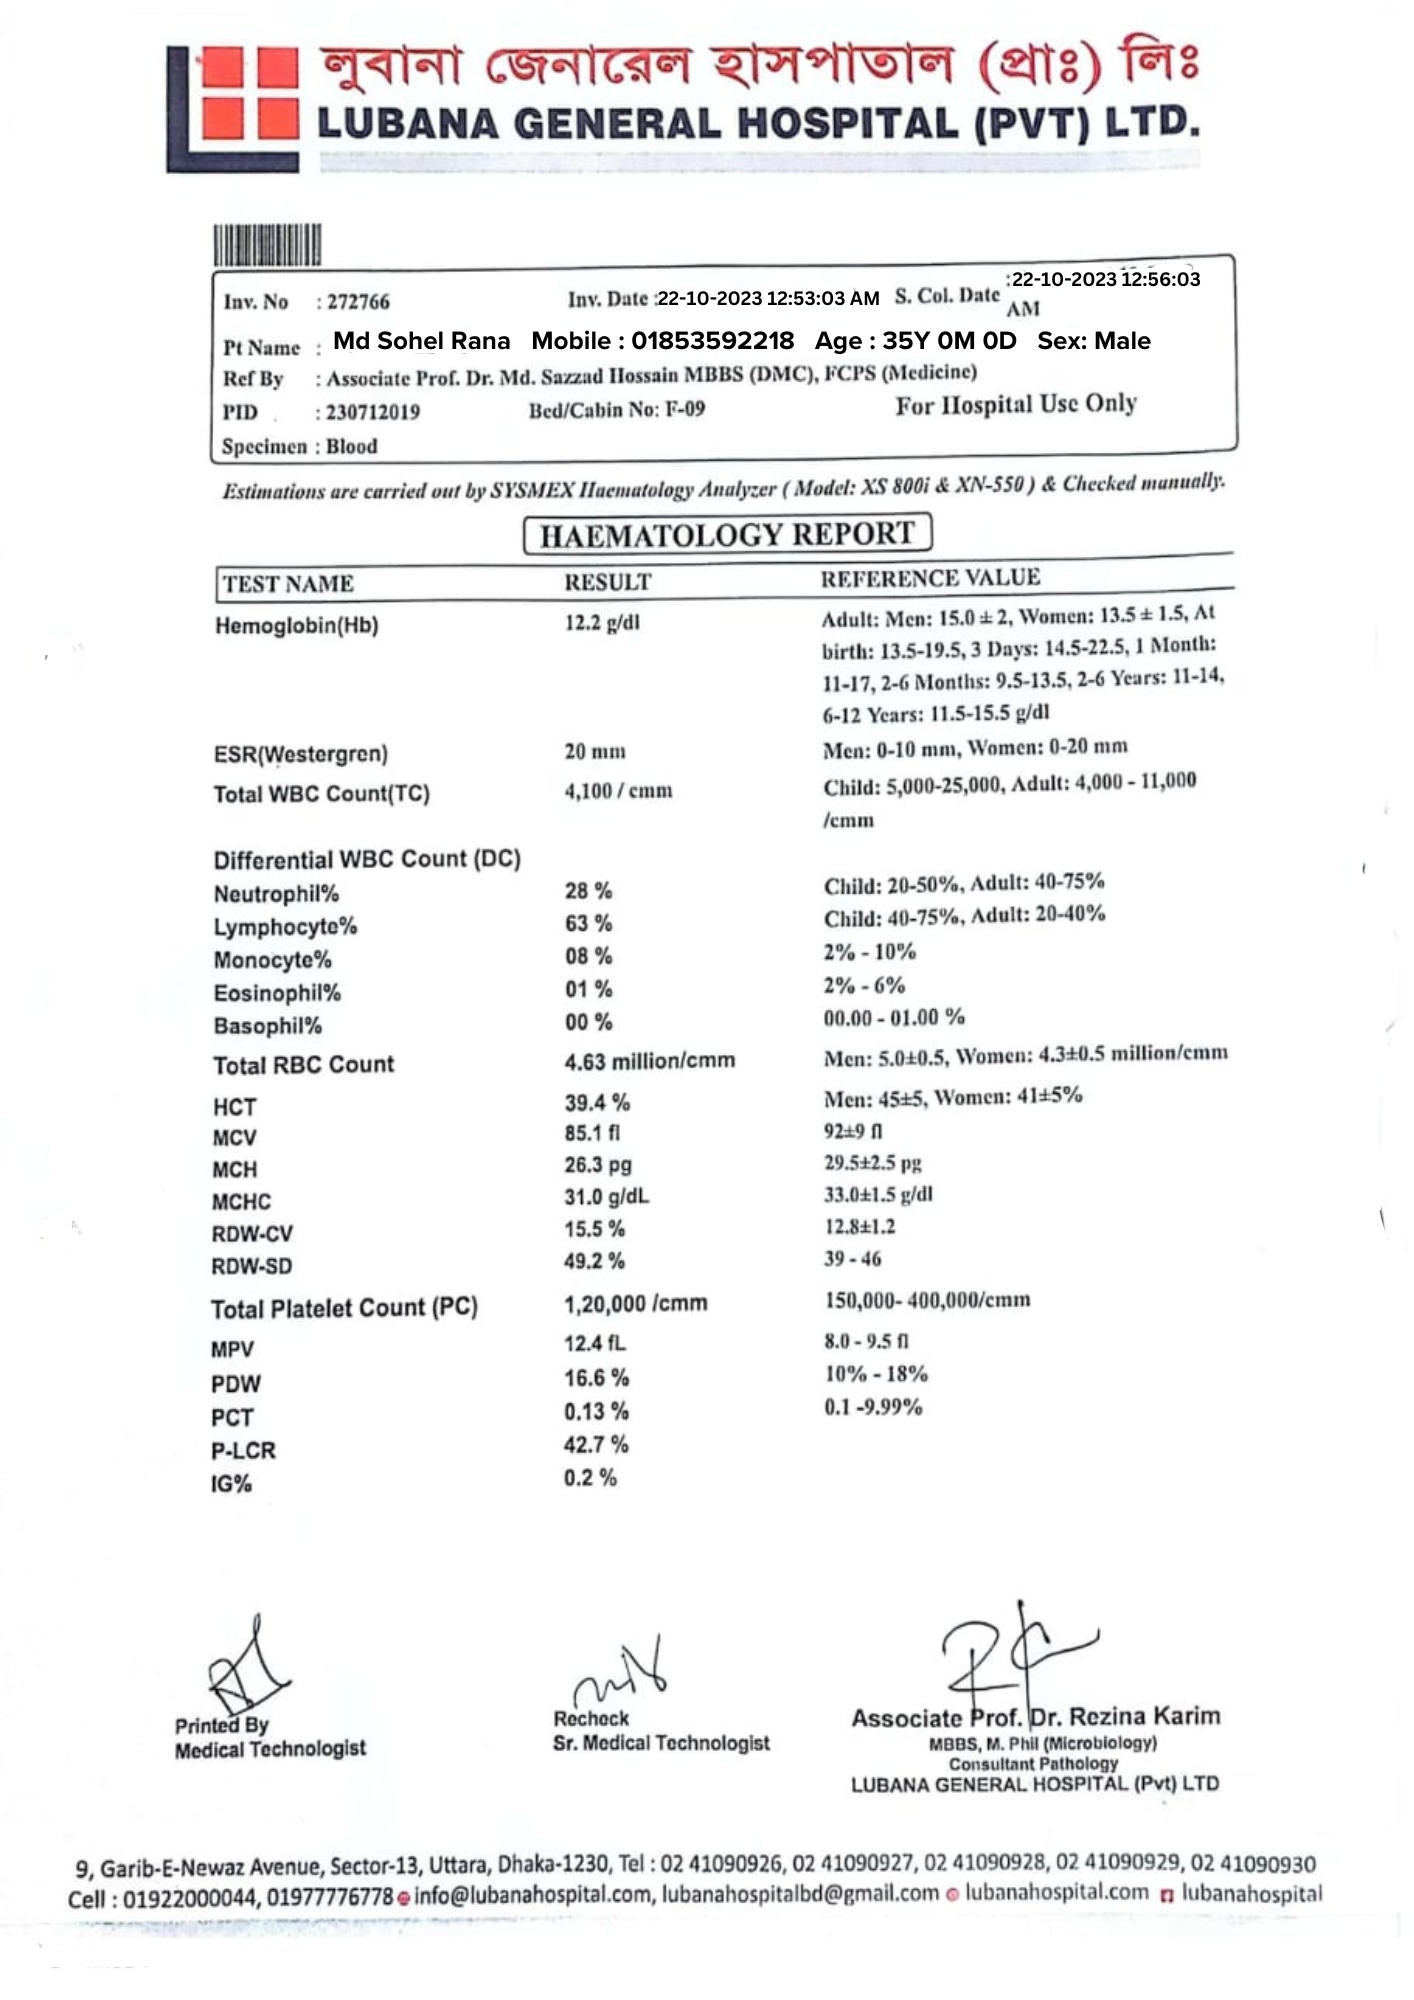 লুবানা জেনারেল হাসপাতাল (প্রাঃ) লিঃ
LUBANA GENERAL HOSPITAL (PVT) LTD.
Inv. No : 272766 Inv. Date :22-10-2023 12:53:03 AM S. Col. Date :22-10-2023 12:56:03 AM
Pt Name : Md Sohel Rana Mobile : 01853592218 Age : 35Y 0M 0D Sex: Male
Ref By : Associate Prof. Dr. Md. Sazzad Hossain MBBS (DMC), FCPS (Medicine)
PID : 230712019 Bed/Cabin No: F-09 For Hospital Use Only
Specimen : Blood
Estimations are carried out by SYSMEX Haematology Analyzer ( Model: XS 800i & XN-550 ) & Checked manually.
HAEMATOLOGY REPORT
TEST NAME RESULT REFERENCE VALUE
Hemoglobin(Hb) 12.2 g/dl Adult: Men: 15.0 ± 2, Women: 13.5 ± 1.5, At
birth: 13.5-19.5, 3 Days: 14.5-22.5, 1 Month:
11-17, 2-6 Months: 9.5-13.5, 2-6 Years: 11-14,
6-12 Years: 11.5-15.5 g/dl
ESR(Westergren) 20 mm Men: 0-10 mm, Women: 0-20 mm
Total WBC Count(TC) 4,100 / cmm Child: 5,000-25,000, Adult: 4,000 - 11,000
/cmm
Differential WBC Count (DC)
Neutrophil% 28 % Child: 20-50%, Adult: 40-75%
Lymphocyte% 63 % Child: 40-75%, Adult: 20-40%
Monocyte% 08 % 2% - 10%
Eosinophil% 01 % 2% - 6%
Basophil% 00 % 00.00 - 01.00 %
Total RBC Count 4.63 million/cmm Men: 5.0±0.5, Women: 4.3±0.5 million/cmm
HCT 39.4 % Men: 45±5, Women: 41±5%
MCV 85.1 fl 92±9 fl
MCH 26.3 pg 29.5±2.5 pg
MCHC 31.0 g/dL 33.0±1.5 g/dl
RDW-CV 15.5 % 12.8±1.2
RDW-SD 49.2 % 39 - 46
Total Platelet Count (PC) 1,20,000 /cmm 150,000- 400,000/cmm
MPV 12.4 fL 8.0 - 9.5 fl
PDW 16.6 % 10% - 18%
PCT 0.13 % 0.1 -9.99%
P-LCR 42.7 %
IG% 0.2 %
Printed By
Medical Technologist
Recheck
Sr. Medical Technologist
Associate Prof. Dr. Rezina Karim
MBBS, M. Phil (Microbiology)
Consultant Pathology
LUBANA GENERAL HOSPITAL (Pvt) LTD
9, Garib-E-Newaz Avenue, Sector-13, Uttara, Dhaka-1230, Tel : 02 41090926, 02 41090927, 02 41090928, 02 41090929, 02 41090930
Cell : 01922000044, 01977776778 info@lubanahospital.com, lubanahospitalbd@gmail.com lubanahospital.com lubanahospital